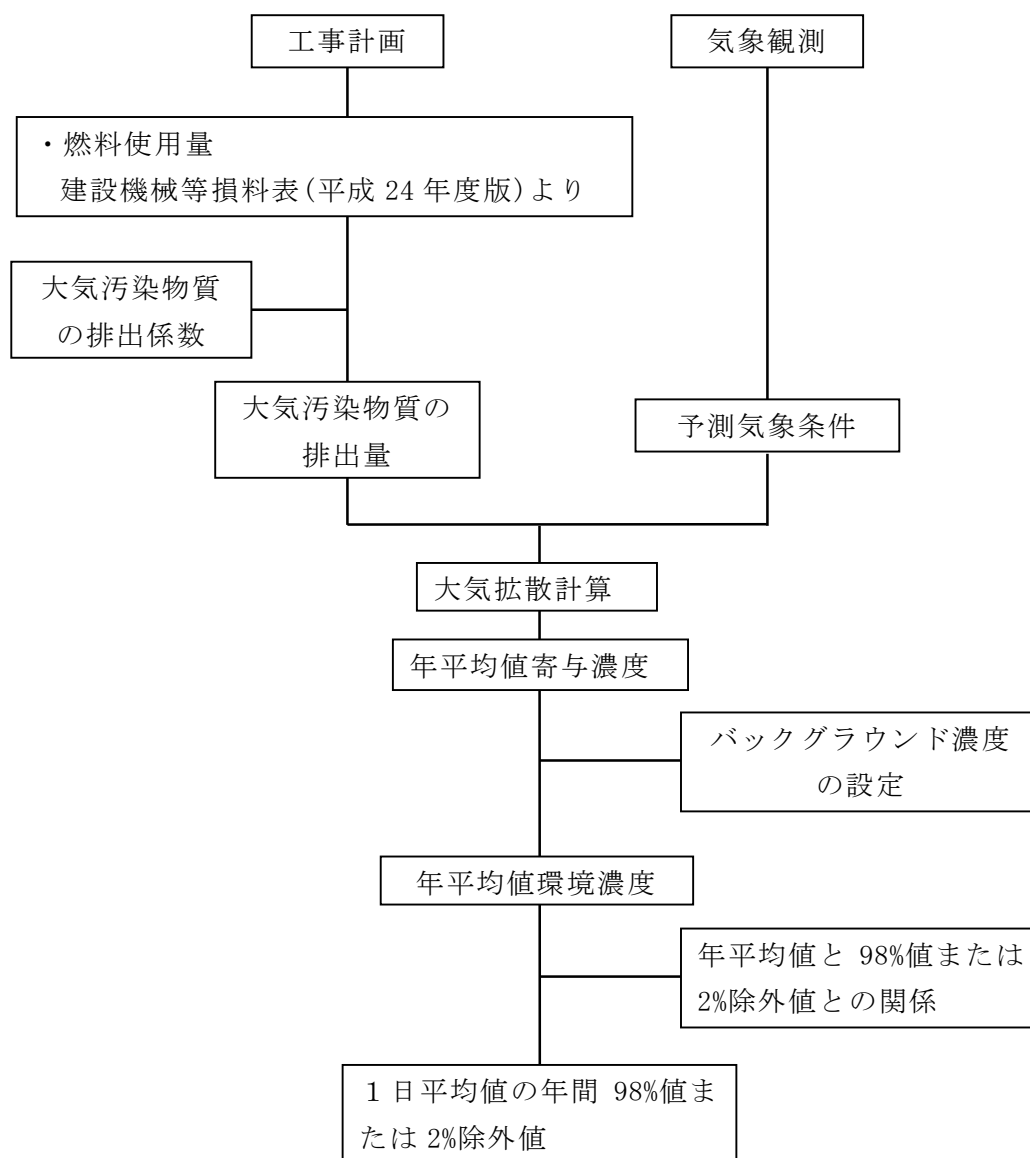 工事計画
気象観測
・燃料使用量
建設機械等損料表(平成 24 年度版)より
大気汚染物質
の排出係数
大気汚染物質の
排出量
予測気象条件
大気拡散計算
年平均値寄与濃度
バックグラウンド濃度
の設定
年平均値環境濃度
年平均値と 98%値または
2%除外値との関係
１日平均値の年間 98%値ま
たは 2%除外値